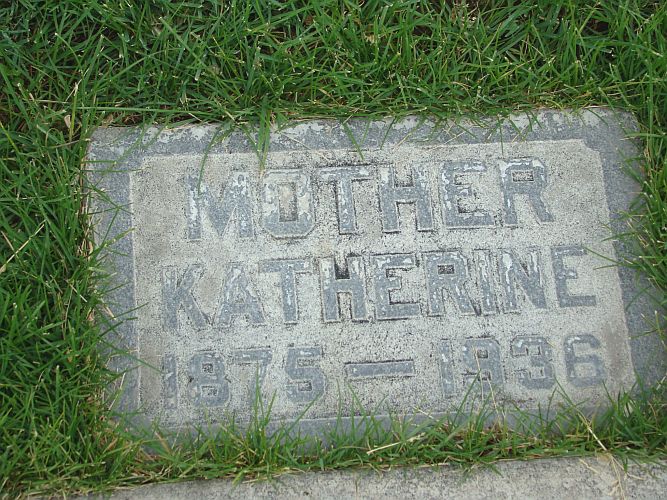 MOTHER
KATHERINE
1875 — 1936